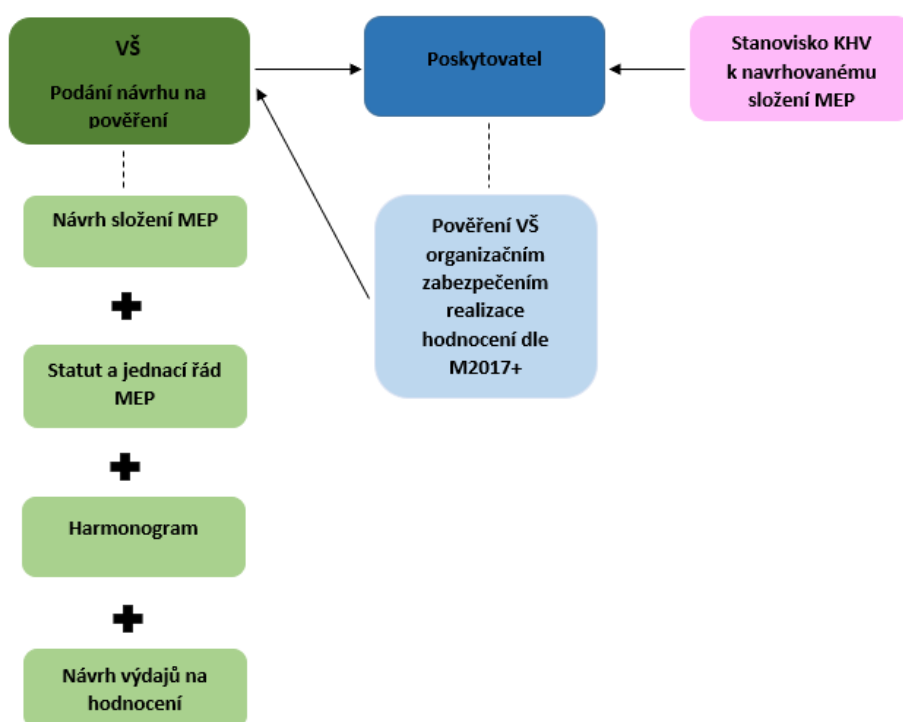 VŠ
Podání návrhu na
pověření
Poskytovatel
Stanovisko KHV
k navrhovanému
složení MEP
Návrh složení MEP
Pověření VŠ
organizačním
zabezpečením
realizace
hodnocení dle
M2017+
Statut a jednací řád
MEP
Harmonogram
Návrh výdajů na
hodnocení